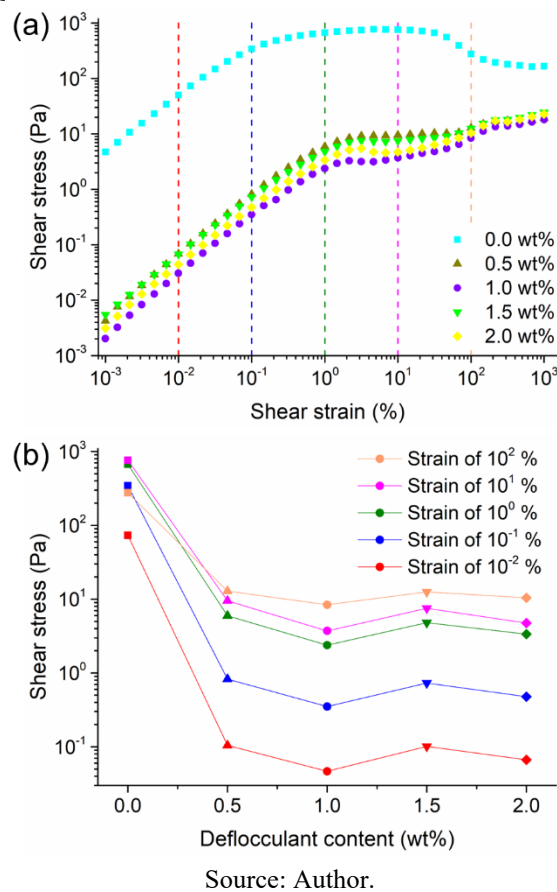 (a)
10³
10²
10¹
10⁰
10⁻¹
10⁻²
10⁻³
Shear stress (Pa)
0.0 wt%
0.5 wt%
1.0 wt%
1.5 wt%
2.0 wt%
10⁻³ 10⁻² 10⁻¹ 10⁰ 10¹ 10² 10³
Shear strain (%)
(b)
10³
10²
10¹
10⁰
10⁻¹
Shear stress (Pa)
Strain of 10² %
Strain of 10¹ %
Strain of 10⁰ %
Strain of 10⁻¹ %
Strain of 10⁻² %
0.0 0.5 1.0 1.5 2.0
Deflocculant content (wt%)
Source: Author.